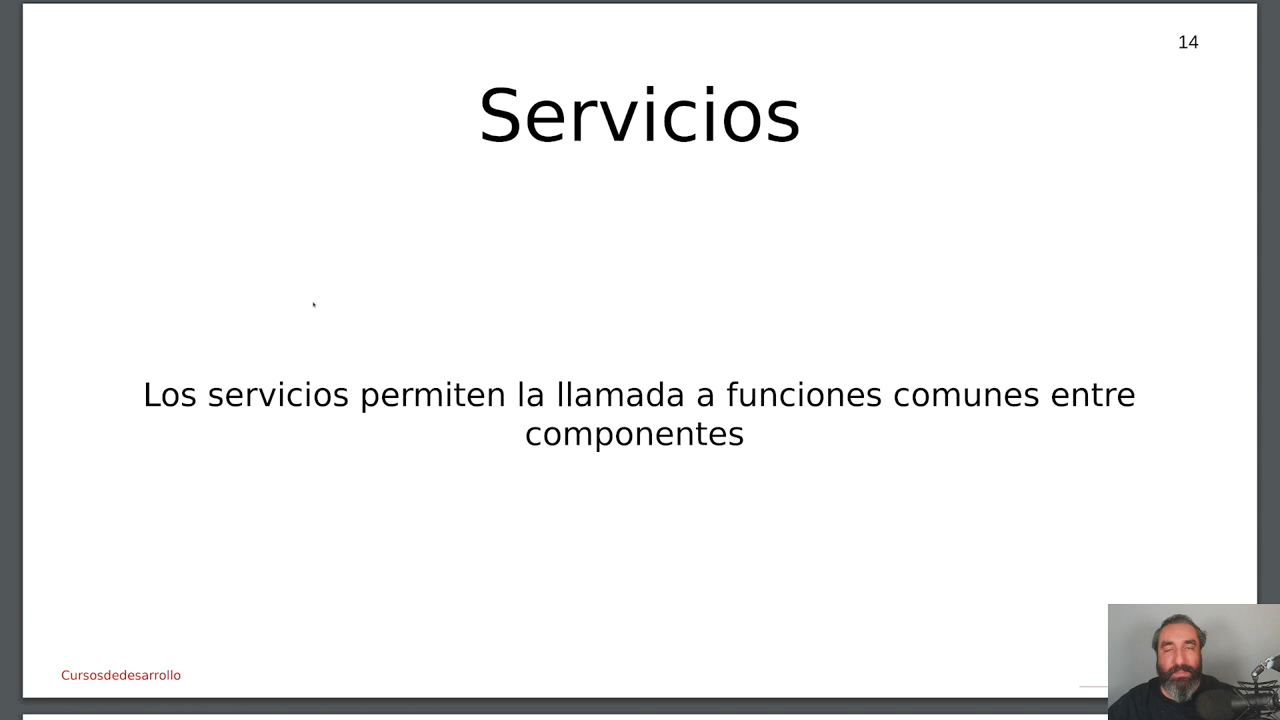 14
Servicios
Los servicios permiten la llamada a funciones comunes entre
componentes
Cursosdedesarrollo